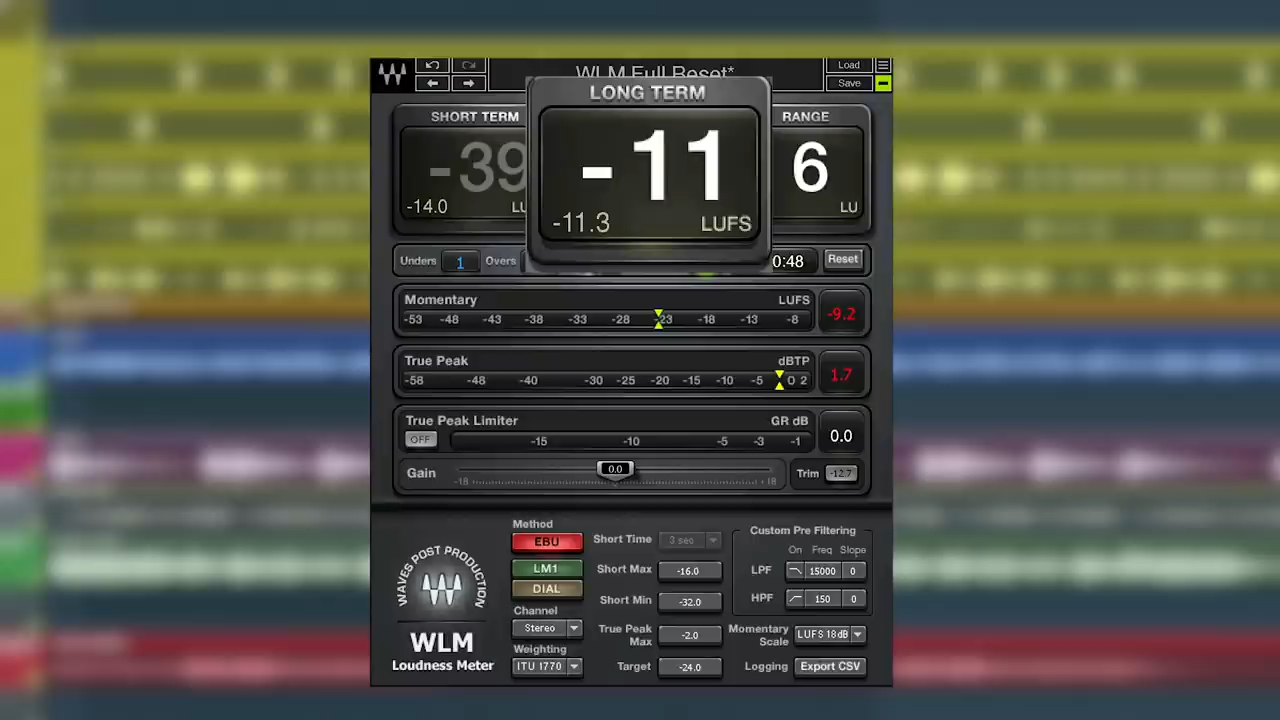 WLM Full Reset*
Load
Save
SHORT TERM
-39
-14.0
LONG TERM
-11
-11.3 LUFS
RANGE
6
LU
Unders 1 Overs
0:48 Reset
Momentary LUFS
-53 -48 -43 -38 -33 -28 -23 -18 -13 -8
-9.2
True Peak dBTP
-58 -48 -40 -30 -25 -20 -15 -10 -5 0 2
1.7
True Peak Limiter GR dB
OFF -15 -10 -5 -3 -1
0.0
Gain -18 0.0 +18 Trim -12.7
WAVES POST PRODUCTION
WLM
Loudness Meter
Method
EBU
LM1
DIAL
Channel
Stereo
Weighting
ITU 1770
Short Time 3 sec
Short Max -16.0
Short Min -32.0
True Peak
Max -2.0
Target -24.0
Custom Pre Filtering
On Freq Slope
LPF 15000 0
HPF 150 0
Momentary
Scale LUFS 18dB
Logging Export CSV